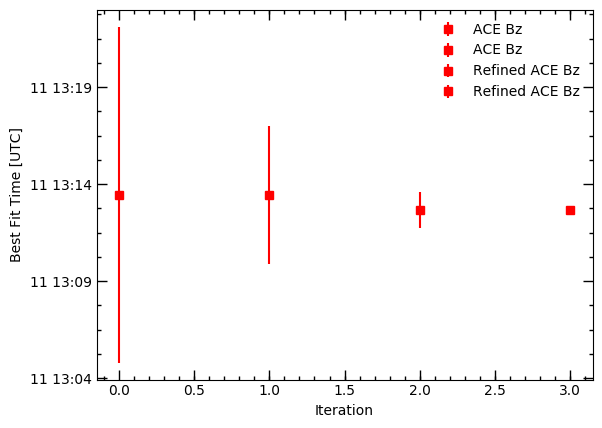 ACE Bz
ACE Bz
Refined ACE Bz
Refined ACE Bz
Best Fit Time [UTC]
11 13:19
11 13:14
11 13:09
11 13:04
0.0 0.5 1.0 1.5 2.0 2.5 3.0
Iteration